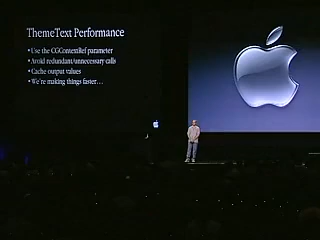 ThemeText Performance
• Use the CGContextRef parameter
• Avoid redundant/unnecessary calls
• Cache output values
• We're making things faster…